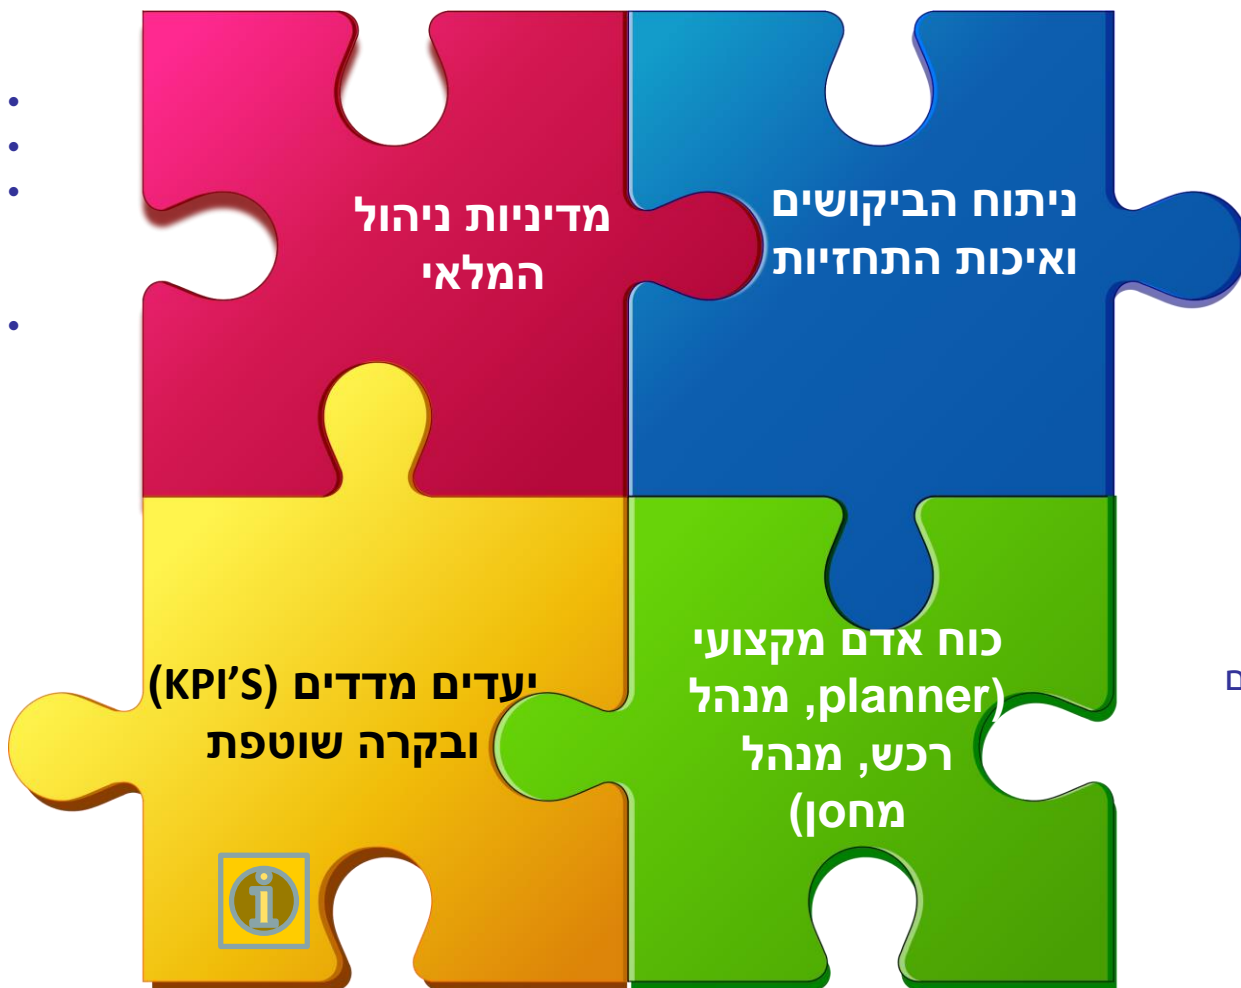 ניתוח הביקושים
ואיכות התחזיות
מדיניות ניהול
המלאי
כוח אדם מקצועי
(planner, מנהל
רכש, מנהל
מחסן)
יעדים מדדים (KPI'S)
ובקרה שוטפת
ם